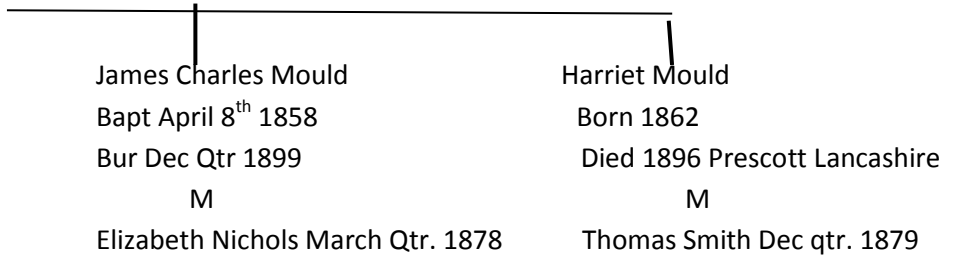 James Charles Mould
Bapt April 8th 1858
Bur Dec Qtr 1899
M
Elizabeth Nichols March Qtr. 1878
Harriet Mould
Born 1862
Died 1896 Prescott Lancashire
M
Thomas Smith Dec qtr. 1879